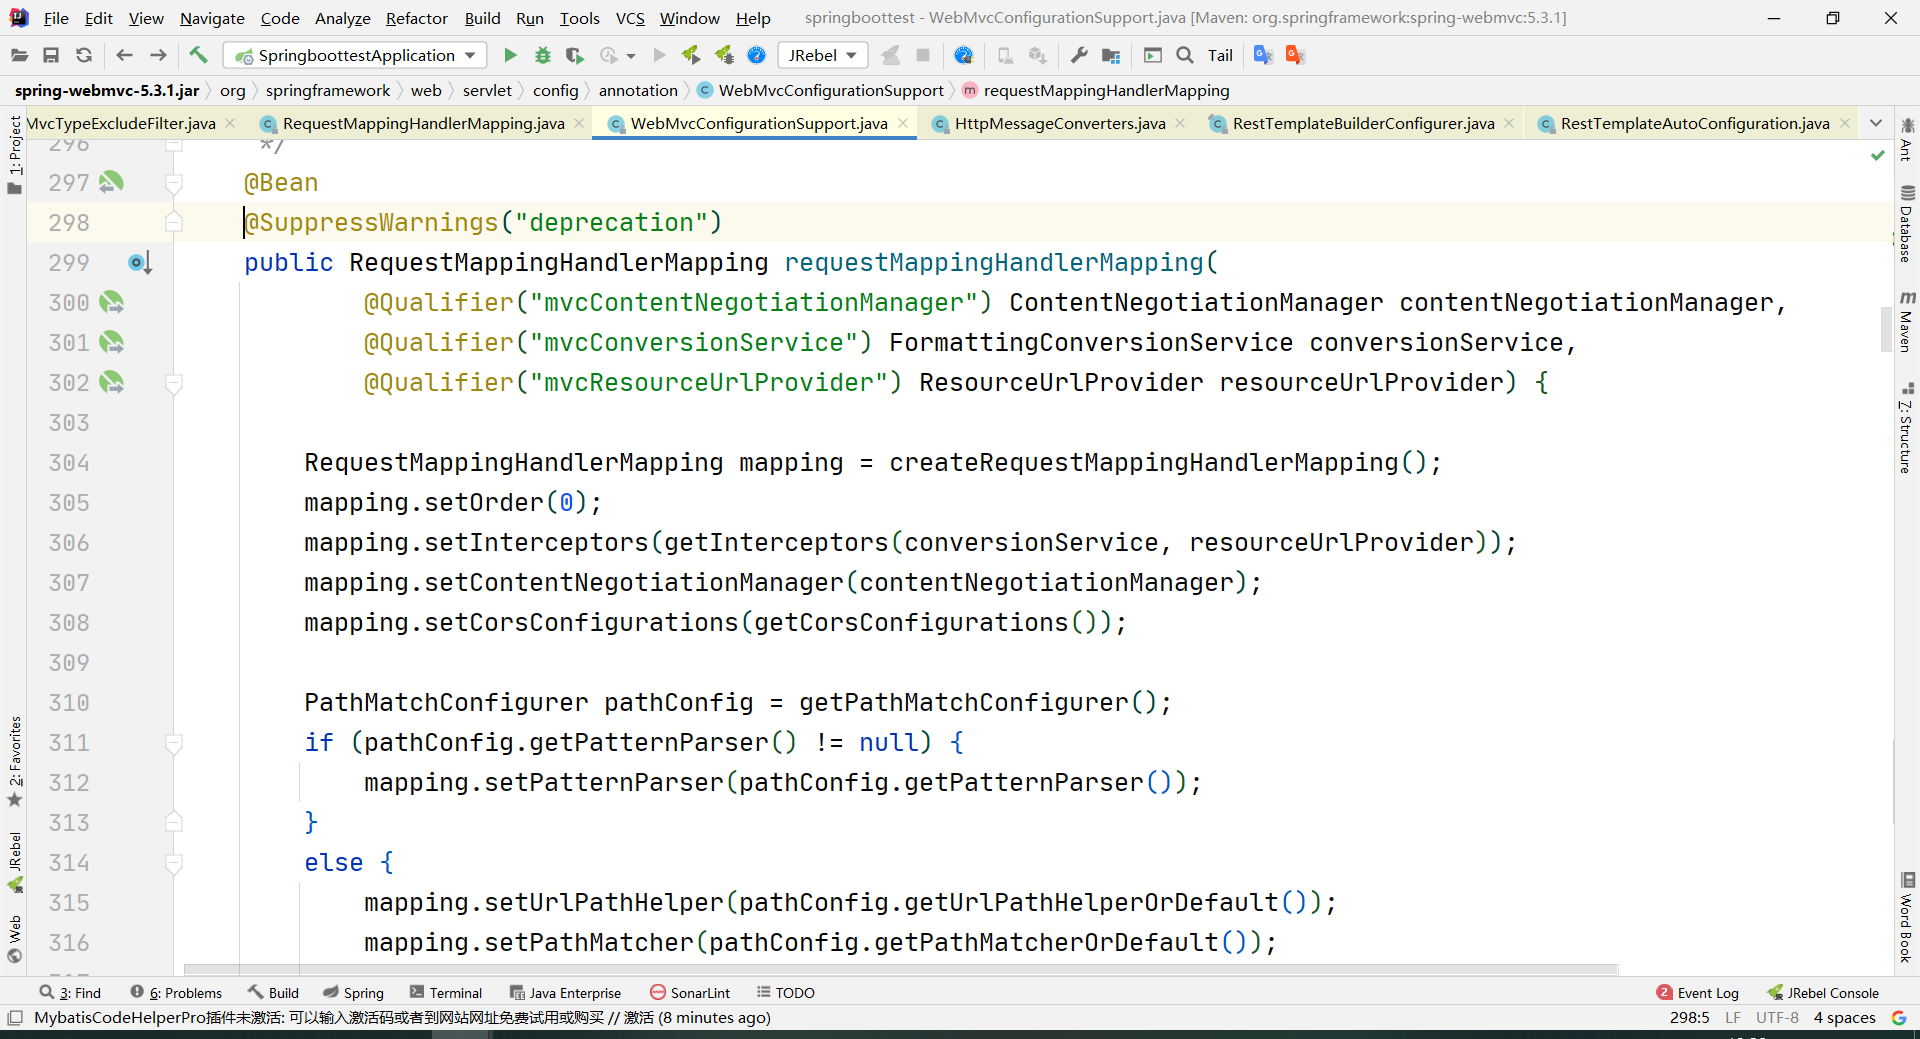 File Edit View Navigate Code Analyze Refactor Build Run Tools VCS Window Help springboottest - WebMvcConfigurationSupport.java [Maven: org.springframework:spring-webmvc:5.3.1]
SpringboottestApplication JRebel Tail
spring-webmvc-5.3.1.jar org springframework web servlet config annotation WebMvcConfigurationSupport requestMappingHandlerMapping
MvcTypeExcludeFilter.java RequestMappingHandlerMapping.java WebMvcConfigurationSupport.java HttpMessageConverters.java RestTemplateBuilderConfigurer.java RestTemplateAutoConfiguration.java
1: Project
2: Favorites
JRebel
Web
296 */
297 @Bean
298 @SuppressWarnings("deprecation")
299 public RequestMappingHandlerMapping requestMappingHandlerMapping(
300 @Qualifier("mvcContentNegotiationManager") ContentNegotiationManager contentNegotiationManager,
301 @Qualifier("mvcConversionService") FormattingConversionService conversionService,
302 @Qualifier("mvcResourceUrlProvider") ResourceUrlProvider resourceUrlProvider) {
303
304 RequestMappingHandlerMapping mapping = createRequestMappingHandlerMapping();
305 mapping.setOrder(0);
306 mapping.setInterceptors(getInterceptors(conversionService, resourceUrlProvider));
307 mapping.setContentNegotiationManager(contentNegotiationManager);
308 mapping.setCorsConfigurations(getCorsConfigurations());
309
310 PathMatchConfigurer pathConfig = getPathMatchConfigurer();
311 if (pathConfig.getPatternParser() != null) {
312 mapping.setPatternParser(pathConfig.getPatternParser());
313 }
314 else {
315 mapping.setUrlPathHelper(pathConfig.getUrlPathHelperOrDefault());
316 mapping.setPathMatcher(pathConfig.getPathMatcherOrDefault());
Ant
Database
Maven
7: Structure
Word Book
3: Find 6: Problems Build Spring Terminal Java Enterprise SonarLint TODO 2 Event Log JRebel Console
MybatisCodeHelperPro插件未激活: 可以输入激活码或者到网站网址免费试用或购买 // 激活 (8 minutes ago) 298:5 LF UTF-8 4 spaces